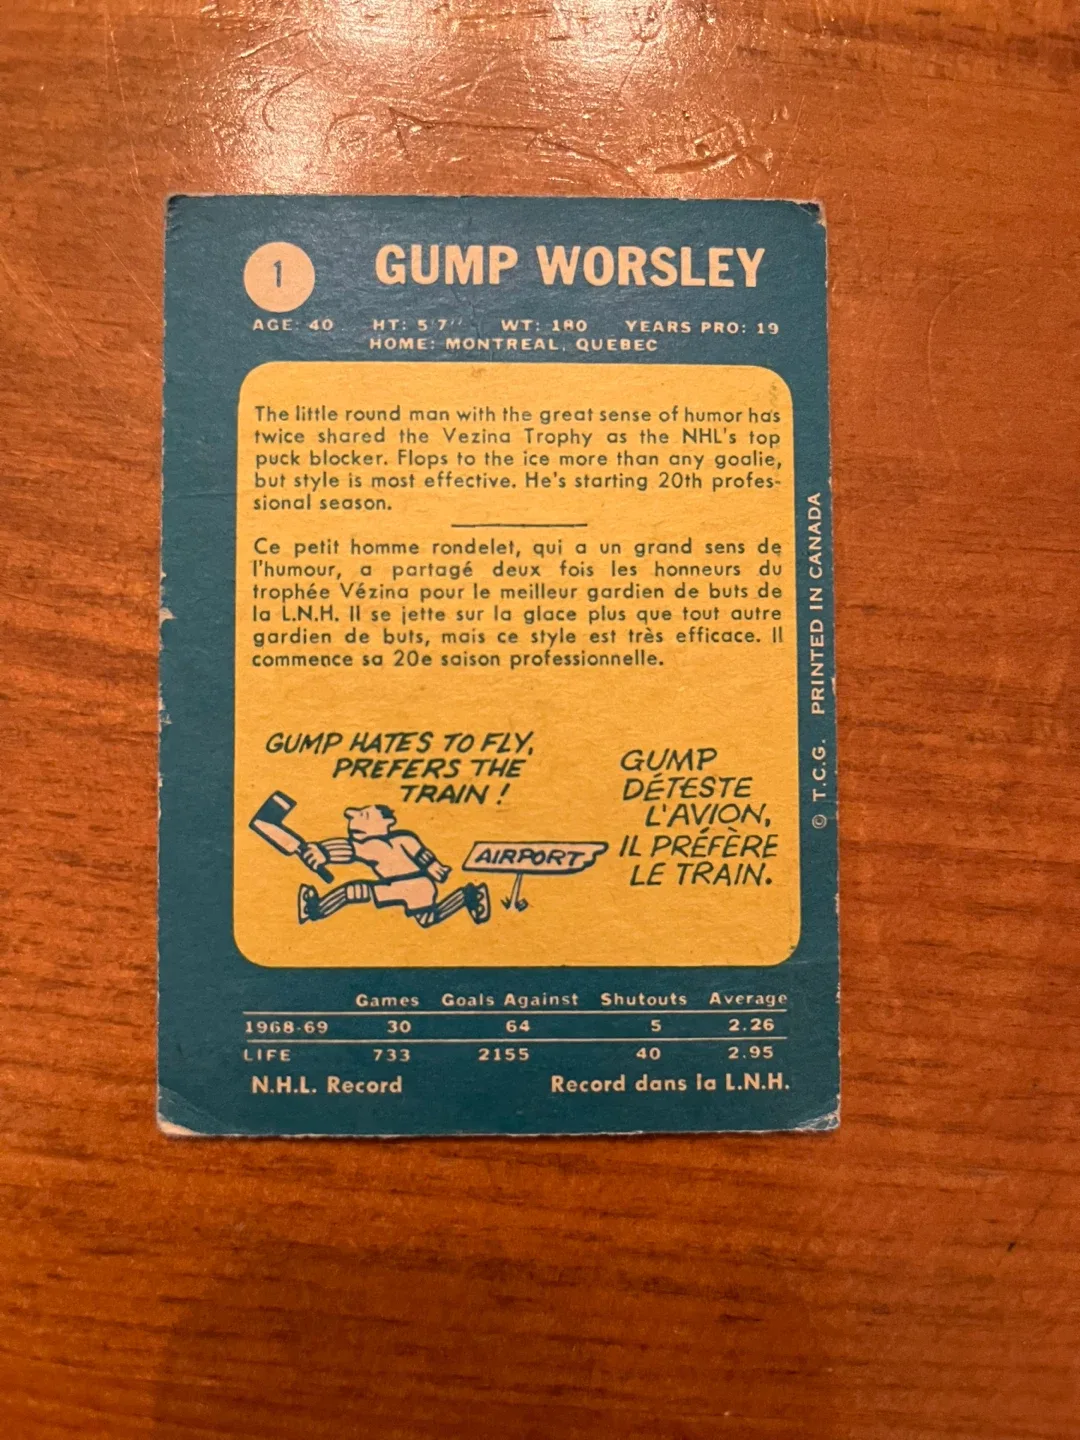 1
GUMP WORSLEY
AGE: 40 HT: 5'7'' WT: 180 YEARS PRO: 19
HOME: MONTREAL, QUEBEC
The little round man with the great sense of humor has
twice shared the Vezina Trophy as the NHL's top
puck blocker. Flops to the ice more than any goalie,
but style is most effective. He's starting 20th profes-
sional season.
Ce petit homme rondelet, qui a un grand sens de
l'humour, a partagé deux fois les honneurs du
trophée Vézina pour le meilleur gardien de buts de
la L.N.H. Il se jette sur la glace plus que tout autre
gardien de buts, mais ce style est très efficace. Il
commence sa 20e saison professionnelle.
GUMP HATES TO FLY,
PREFERS THE
TRAIN!
AIRPORT
GUMP
DÉTESTE
L'AVION,
IL PRÉFÈRE
LE TRAIN.
Games Goals Against Shutouts Average
1968-69 30 64 5 2.26
LIFE 733 2155 40 2.95
N.H.L. Record Record dans la L.N.H.
© T.C.G. PRINTED IN CANADA